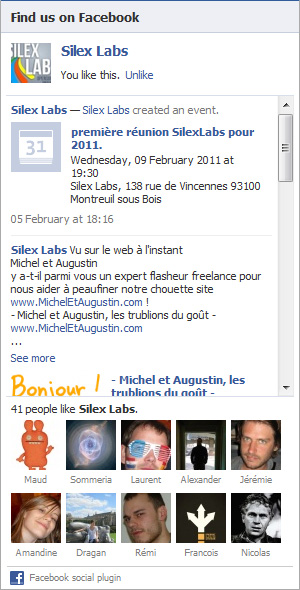 Find us on Facebook
SILEX
LAB
Silex Labs
You like this. Unlike
Silex Labs — Silex Labs created an event.
31
première réunion SilexLabs pour
2011.
Wednesday, 09 February 2011 at
19:30
Silex Labs, 138 rue de Vincennes 93100
Montreuil sous Bois
05 February at 18:16
Silex Labs Vu sur le web à l'instant
Michel et Augustin
y a-t-il parmi vous un expert flasheur freelance pour
nous aider à peaufiner notre chouette site
www.MichelEtAugustin.com !
- Michel et Augustin, les trublions du goût -
www.MichelEtAugustin.com
...
See more
Bonjour !
- Michel et Augustin, les
trublions du goût -
41 people like Silex Labs.
Maud Sommeria Laurent Alexander Jérémie
Amandine Dragan Rémi Francois Nicolas
Facebook social plugin